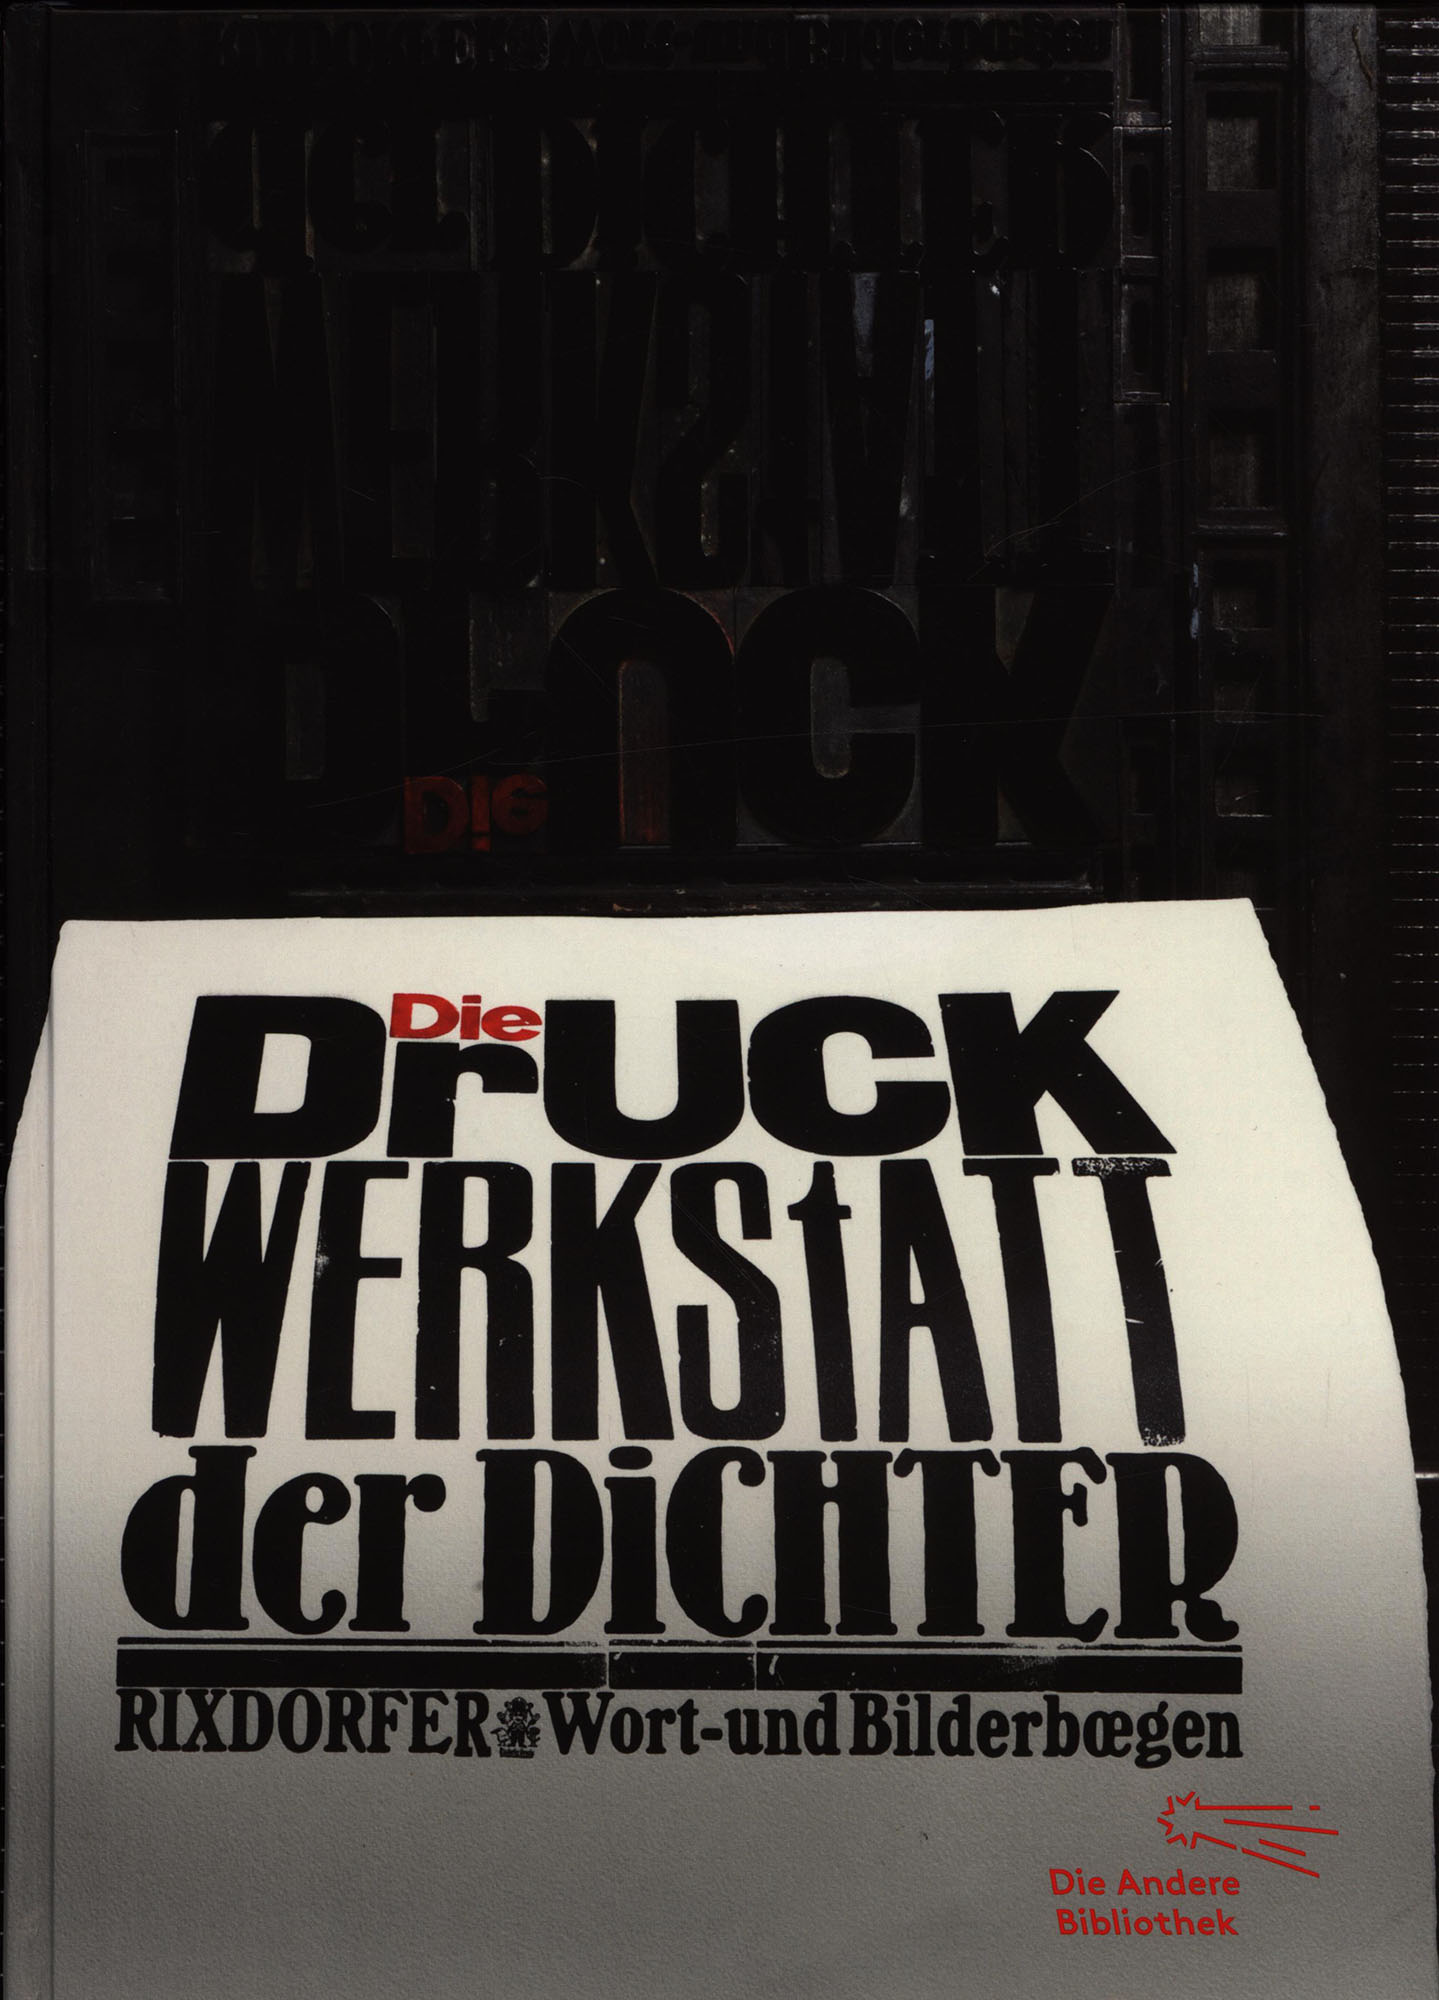 Die
DrUCK
WERKStATT
der DiCHTER
RIXDORFER Wort-und Bilderbœgen
Die Andere
Bibliothek